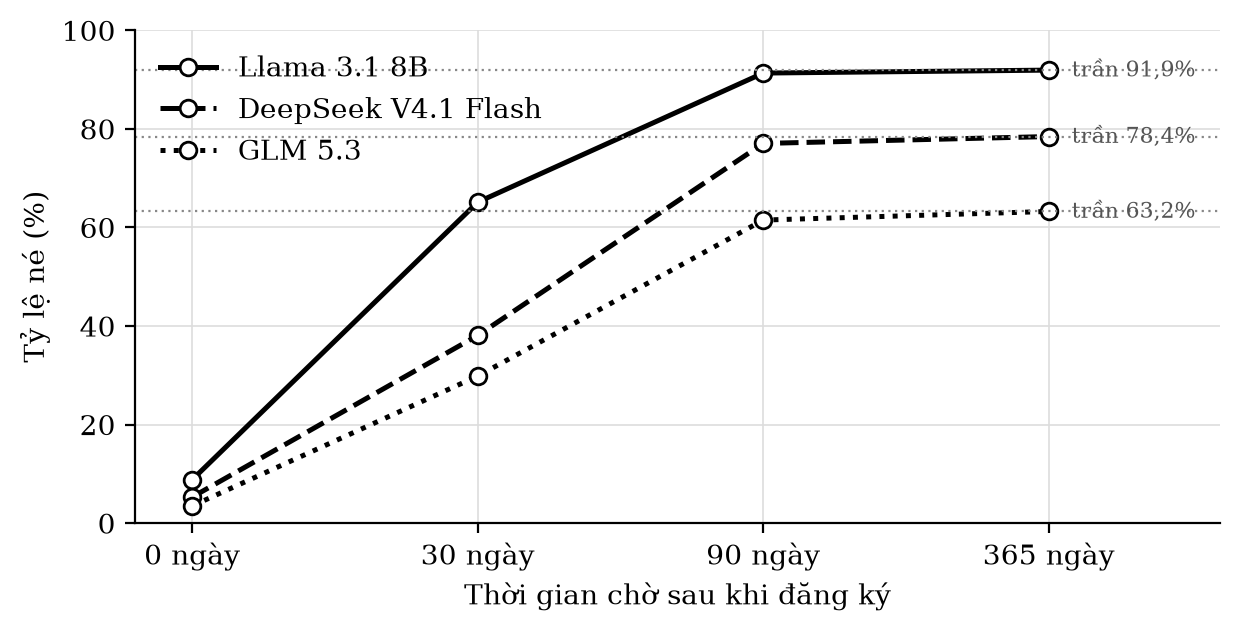 100
80
60
40
20
0
Tỷ lệ né (%)
Llama 3.1 8B
DeepSeek V4.1 Flash
GLM 5.3
trần 91,9%
trần 78,4%
trần 63,2%
0 ngày
30 ngày
90 ngày
365 ngày
Thời gian chờ sau khi đăng ký